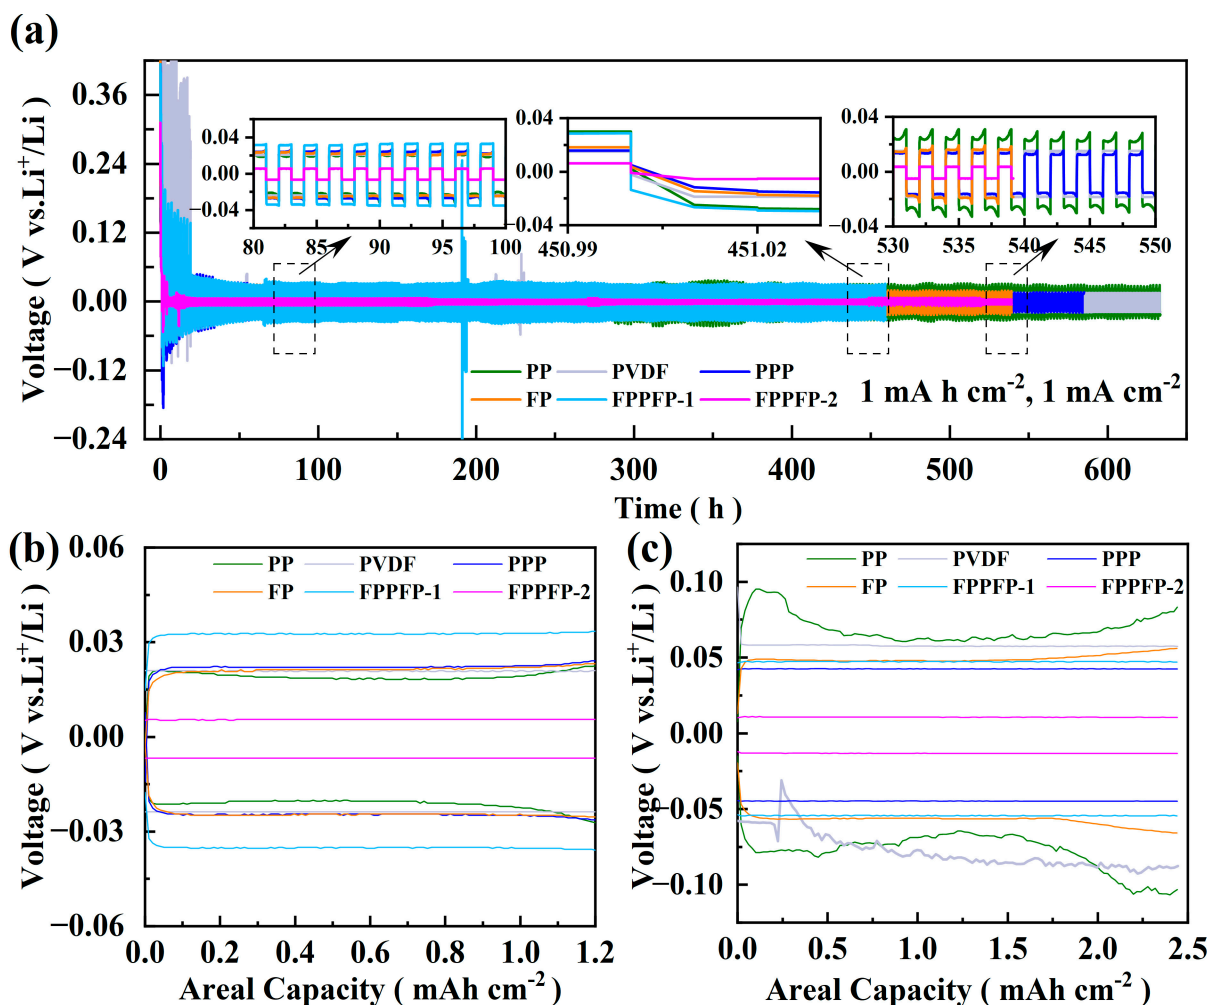 (a)
Voltage ( V vs.Li⁺/Li)
0.36
0.24
0.12
0.00
−0.12
−0.24
0.04
0.00
−0.04
80 85 90 95 100
0.04
0.00
−0.04
450.99 451.02
0.04
0.00
−0.04
530 535 540 545 550
PP PVDF PPP
FP FPPFP-1 FPPFP-2
1 mA h cm⁻², 1 mA cm⁻²
0 100 200 300 400 500 600
Time ( h )
(b)
Voltage ( V vs.Li⁺/Li)
0.06
0.03
0.00
−0.03
−0.06
PP PVDF PPP
FP FPPFP-1 FPPFP-2
0.0 0.2 0.4 0.6 0.8 1.0 1.2
Areal Capacity ( mAh cm⁻² )
(c)
Voltage ( V vs.Li⁺/Li)
0.10
0.05
0.00
−0.05
−0.10
PP PVDF PPP
FP FPPFP-1 FPPFP-2
0.0 0.5 1.0 1.5 2.0 2.5
Areal Capacity ( mAh cm⁻² )